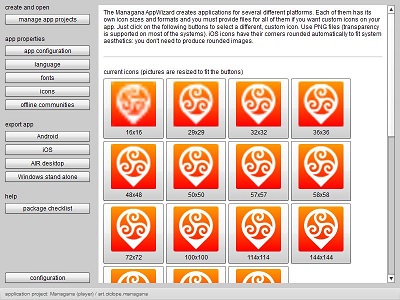 create and open
manage app projects
app properties
app configuration
language
fonts
icons
offline communities
export app
Android
iOS
AIR desktop
Windows stand alone
help
package checklist
configuration
The Managana AppWizard creates applications for several different platforms. Each of them has its
own icon sizes and formats and you must provide files for all of them if you want custom icons on your
app. Just click on the following buttons to select a different, custom icon. Use PNG files (transparency
is supported on most of the systems). iOS icons have their corners rounded automatically to fit system
aesthetics: you don't need to produce rounded images.
current icons (pictures are resized to fit the buttons)
16x16 29x29 32x32 36x36
48x48 50x50 57x57 58x58
72x72 100x100 114x114 144x144
application project: Managana (player) / art.ciclope.managana